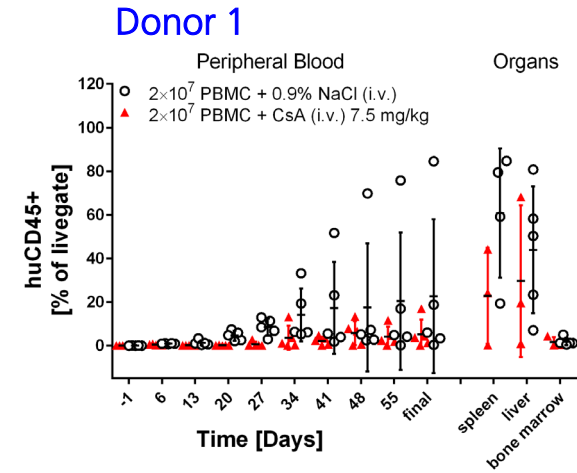 Donor 1
Peripheral Blood
Organs
2×10⁷ PBMC + 0.9% NaCl (i.v.)
2×10⁷ PBMC + CsA (i.v.) 7.5 mg/kg
huCD45+
[% of livegate]
120
100
80
60
40
20
0
-1 6 13 20 27 34 41 48 55 final spleen liver bone marrow
Time [Days]